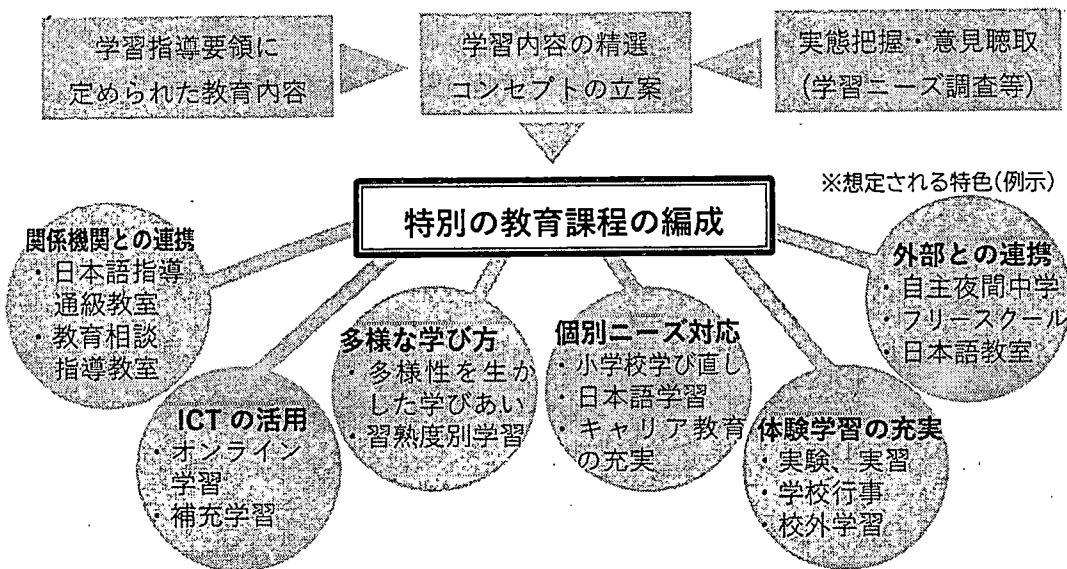 学習指導要領に
定められた教育内容
学習内容の精選
コンセプトの立案
実態把握・意見聴取
(学習ニーズ調査等)
※想定される特色(例示)
特別の教育課程の編成
関係機関との連携
・日本語指導
通級教室
・教育相談
指導教室
ICTの活用
・オンライン
学習
・補充学習
多様な学び方
・多様性を生か
した学びあい
・習熟度別学習
個別ニーズ対応
・小学校学び直し
・日本語学習
・キャリア教育
の充実
体験学習の充実
・実験、実習
・学校行事
・校外学習
外部との連携
・自主夜間中学
・フリースクール
・日本語教室